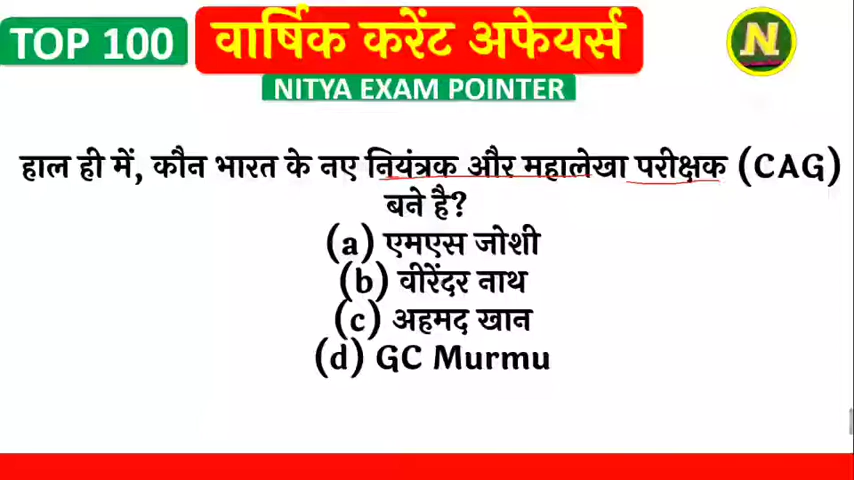 TOP 100
वार्षिक करेंट अफेयर्स
N
NITYA EXAM POINTER
हाल ही में, कौन भारत के नए नियंत्रक और महालेखा परीक्षक (CAG)
बने है?
(a) एमएस जोशी
(b) वीरेंदर नाथ
(c) अहमद खान
(d) GC Murmu